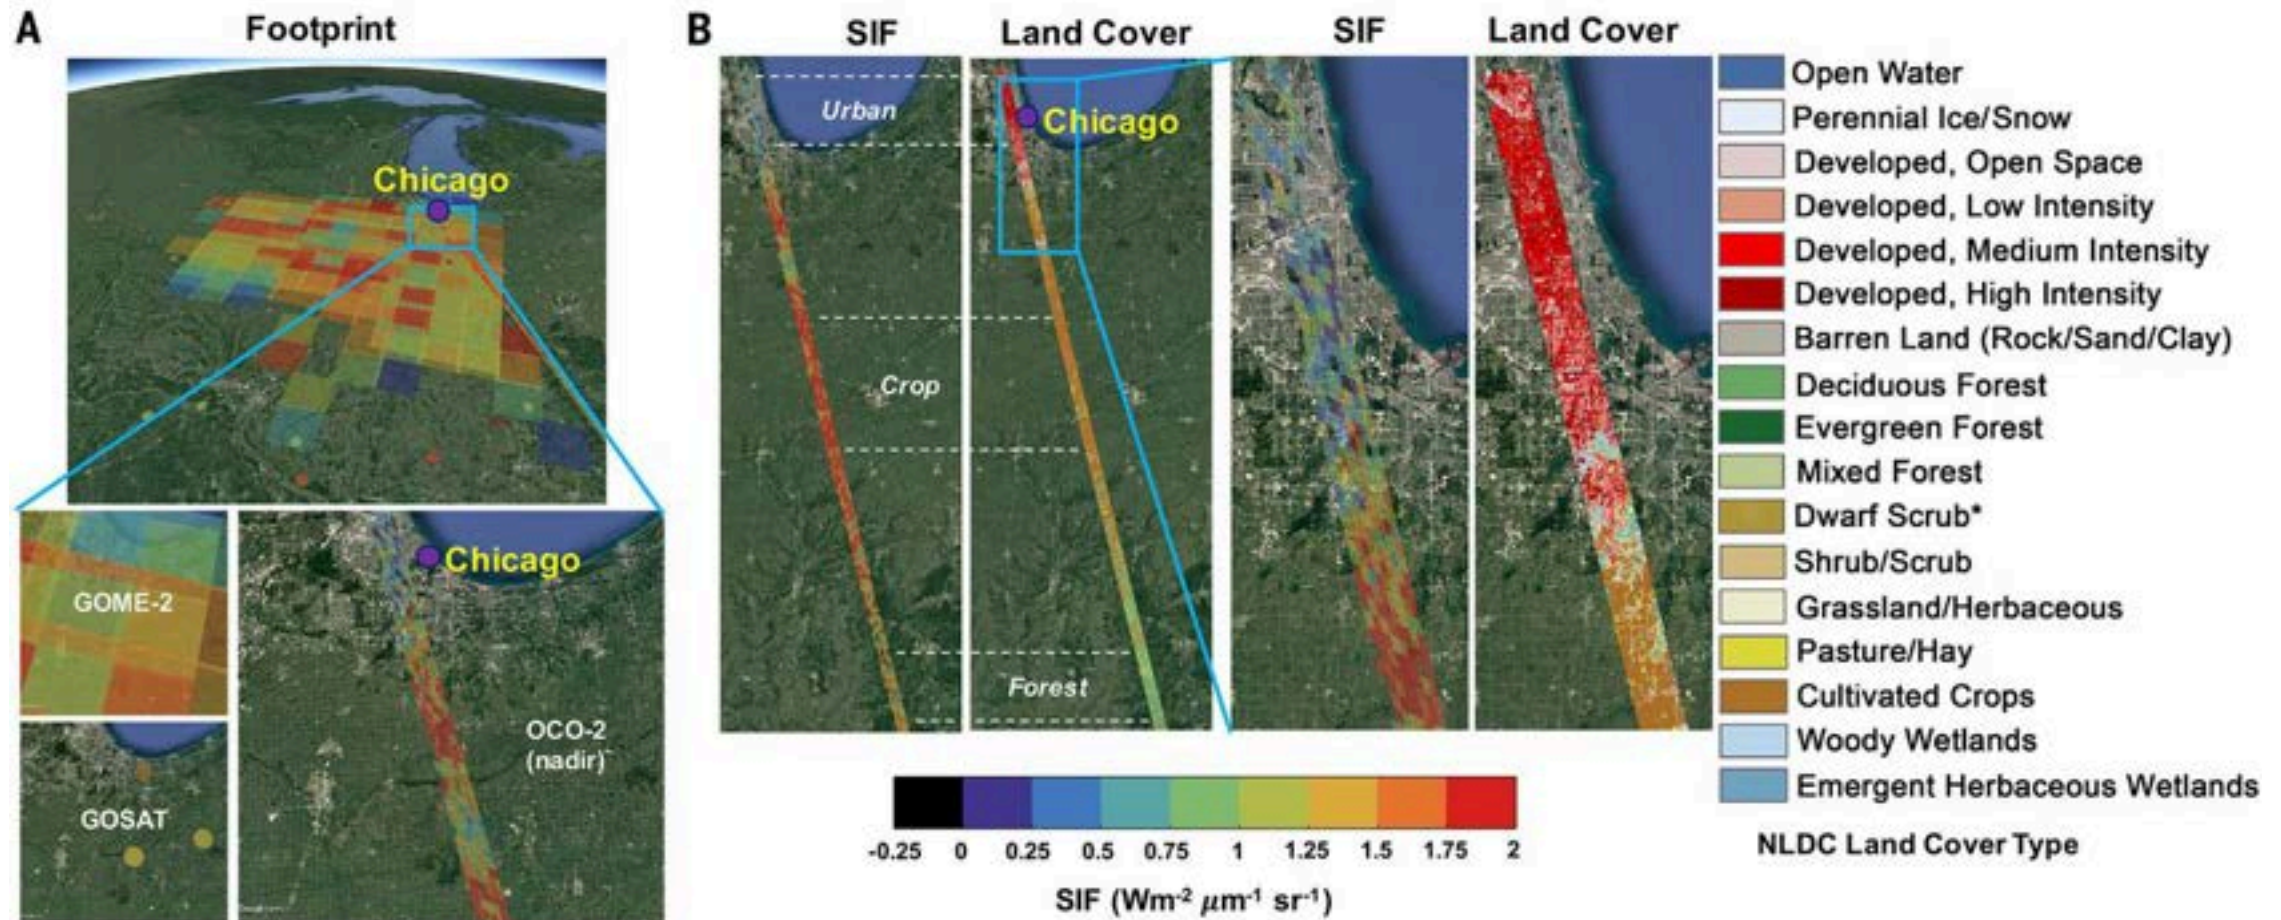 A
Footprint
Chicago
GOME-2
GOSAT
Chicago
OCO-2
(nadir)
B
SIF
Land Cover
SIF
Land Cover
Urban
Chicago
Crop
Forest
Open Water
Perennial Ice/Snow
Developed, Open Space
Developed, Low Intensity
Developed, Medium Intensity
Developed, High Intensity
Barren Land (Rock/Sand/Clay)
Deciduous Forest
Evergreen Forest
Mixed Forest
Dwarf Scrub*
Shrub/Scrub
Grassland/Herbaceous
Pasture/Hay
Cultivated Crops
Woody Wetlands
Emergent Herbaceous Wetlands
NLDC Land Cover Type
-0.25 0 0.25 0.5 0.75 1 1.25 1.5 1.75 2
SIF (Wm⁻² μm⁻¹ sr⁻¹)